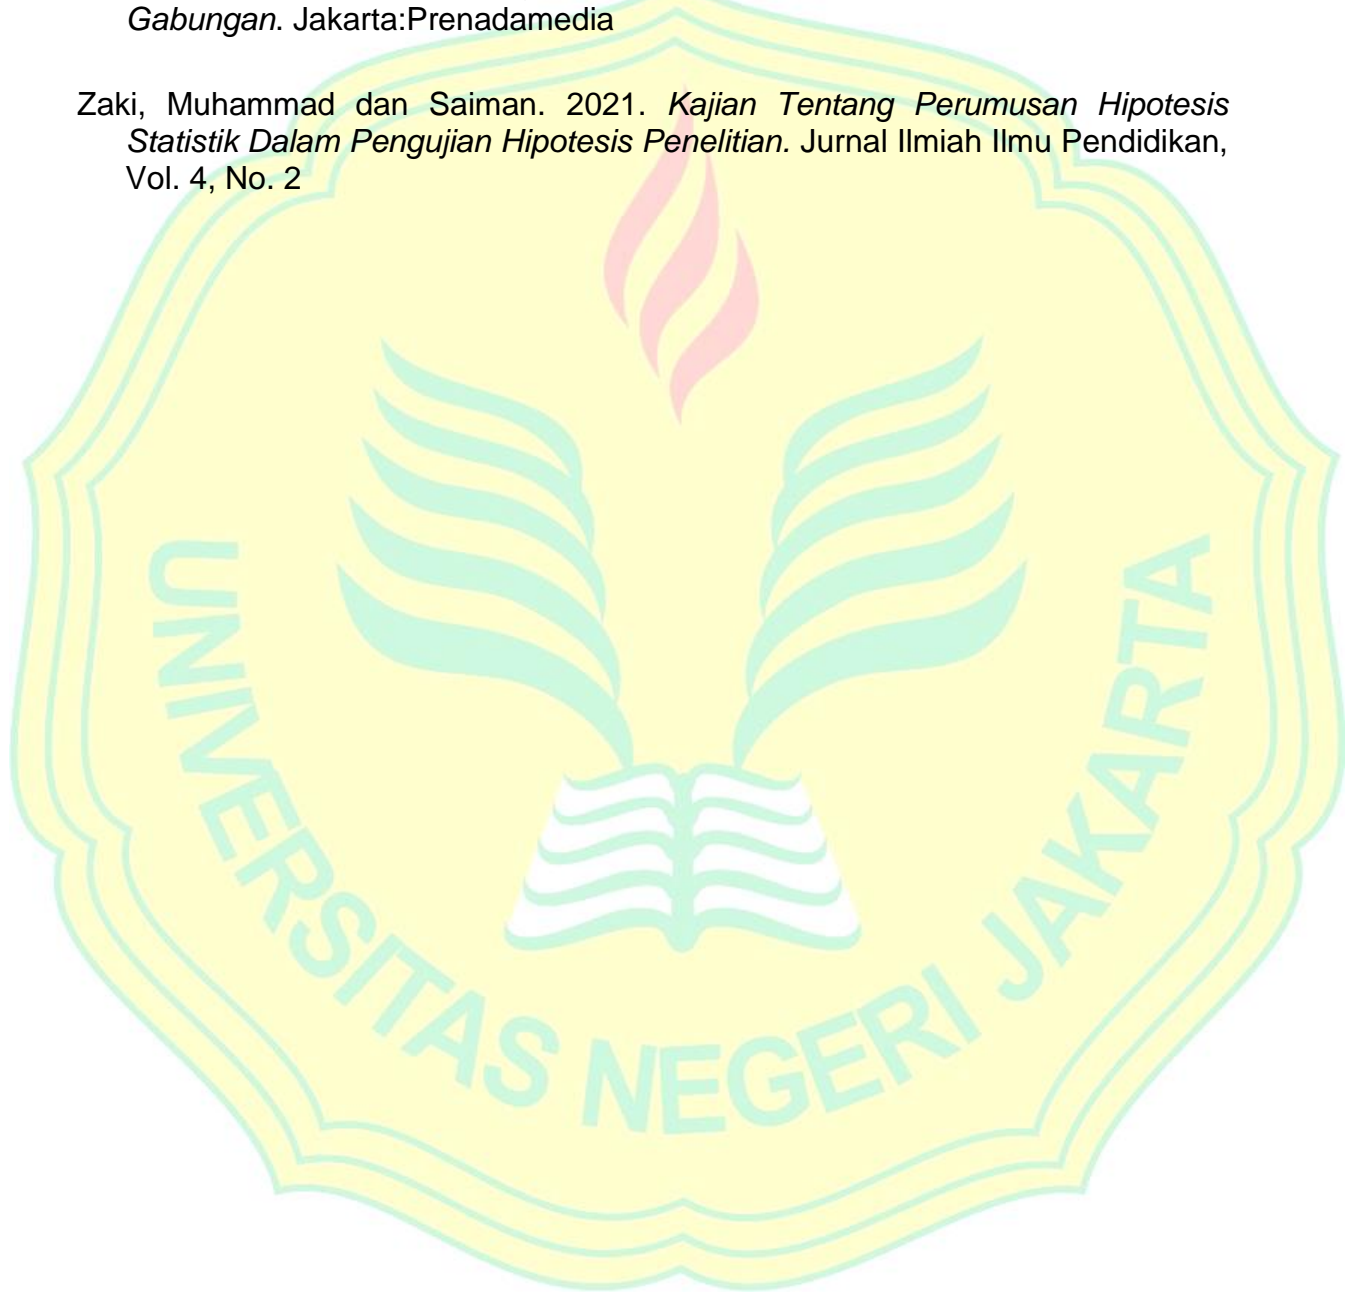 Gabungan. Jakarta:Prenadamedia
Zaki, Muhammad dan Saiman. 2021. Kajian Tentang Perumusan Hipotesis
Statistik Dalam Pengujian Hipotesis Penelitian. Jurnal Ilmiah Ilmu Pendidikan,
Vol. 4, No. 2
UNIVERSITAS NEGERI JAKARTA